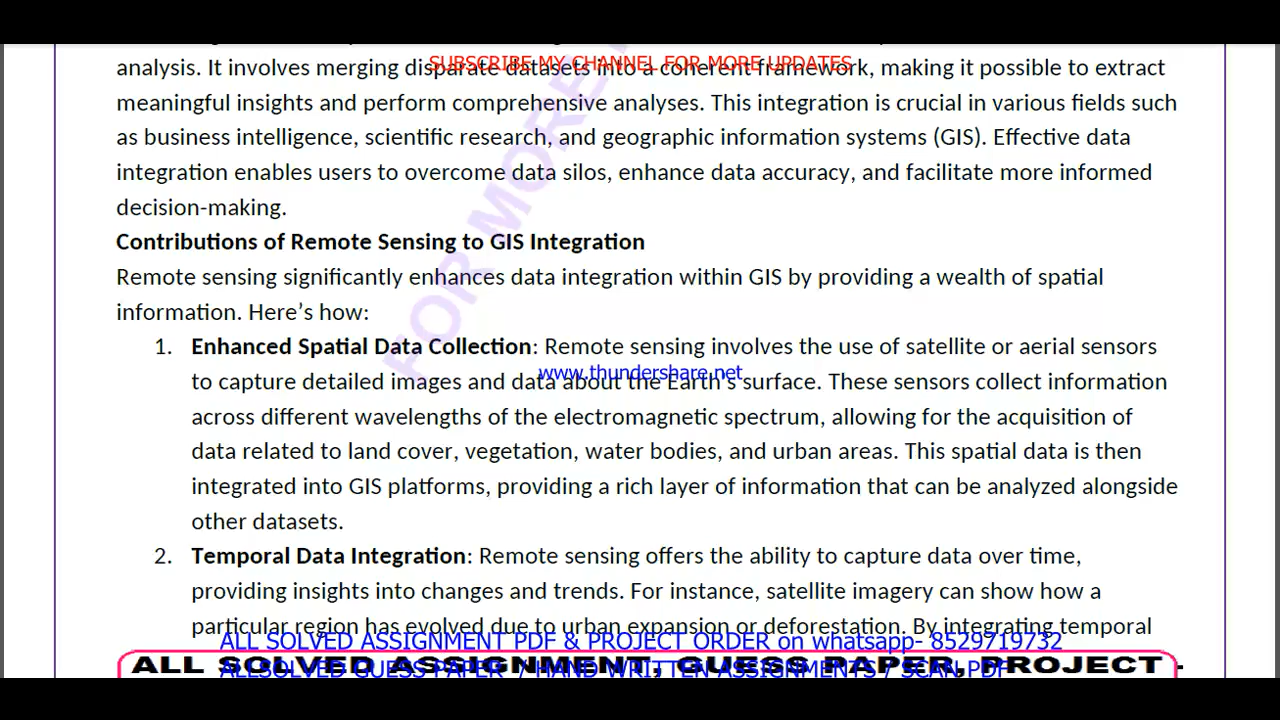 SUBSCRIBE MY CHANNEL FOR MORE UPDATES
analysis. It involves merging disparate datasets into a coherent framework, making it possible to extract
meaningful insights and perform comprehensive analyses. This integration is crucial in various fields such
as business intelligence, scientific research, and geographic information systems (GIS). Effective data
integration enables users to overcome data silos, enhance data accuracy, and facilitate more informed
decision-making.
Contributions of Remote Sensing to GIS Integration
Remote sensing significantly enhances data integration within GIS by providing a wealth of spatial
information. Here’s how:
1. Enhanced Spatial Data Collection: Remote sensing involves the use of satellite or aerial sensors
www.thundershare.net
to capture detailed images and data about the Earth’s surface. These sensors collect information
across different wavelengths of the electromagnetic spectrum, allowing for the acquisition of
data related to land cover, vegetation, water bodies, and urban areas. This spatial data is then
integrated into GIS platforms, providing a rich layer of information that can be analyzed alongside
other datasets.
2. Temporal Data Integration: Remote sensing offers the ability to capture data over time,
providing insights into changes and trends. For instance, satellite imagery can show how a
particular region has evolved due to urban expansion or deforestation. By integrating temporal
ALL SOLVED ASSIGNMENT PDF & PROJECT ORDER on whatsapp- 8529719732
ALL SOLVED ASSIGNMENT, GUESS PAPER, PROJECT -
ALLSOLVED GUESS PAPER / HAND WRITTEN ASSIGNMENTS / SCAN PDF
FOR MORE